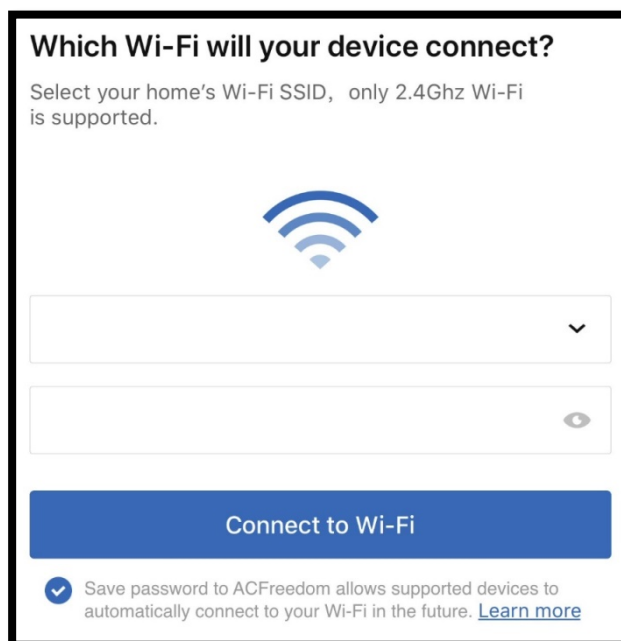 Which Wi-Fi will your device connect?
Select your home's Wi-Fi SSID, only 2.4Ghz Wi-Fi
is supported.
Connect to Wi-Fi
Save password to ACFreedom allows supported devices to
automatically connect to your Wi-Fi in the future. Learn more